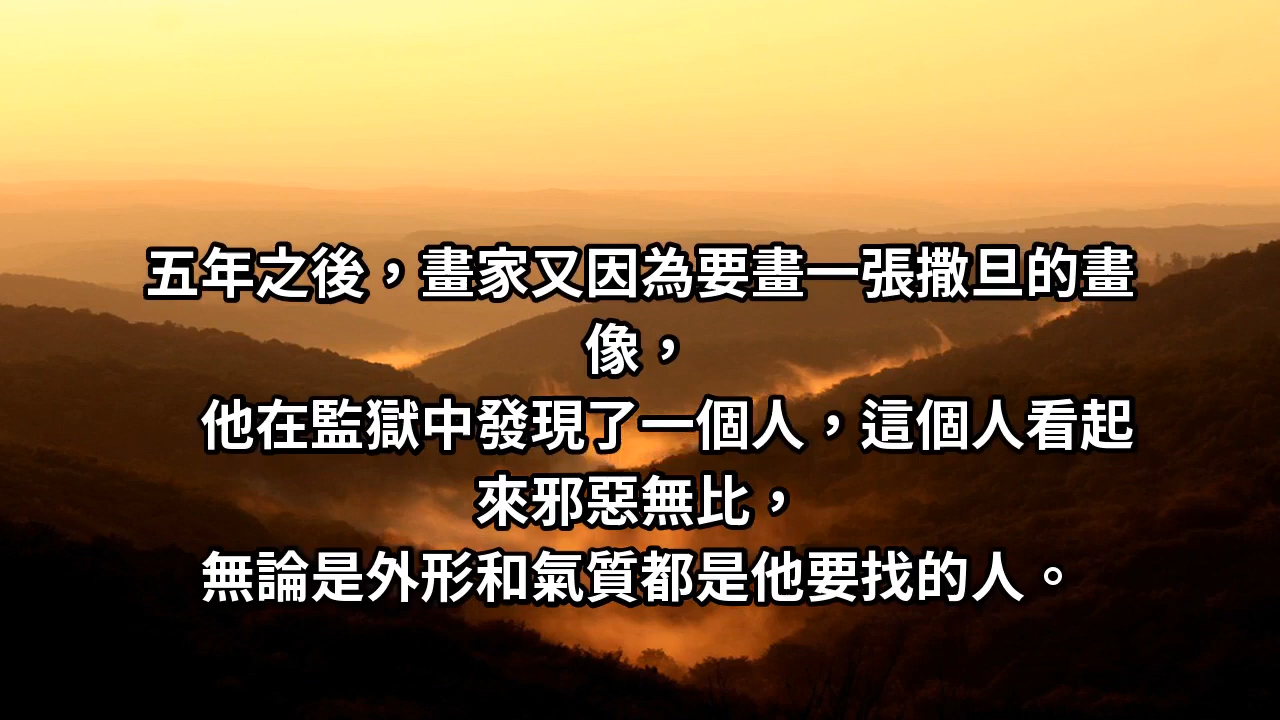 五年之後，畫家又因為要畫一張撒旦的畫
像，
他在監獄中發現了一個人，這個人看起
來邪惡無比，
無論是外形和氣質都是他要找的人。